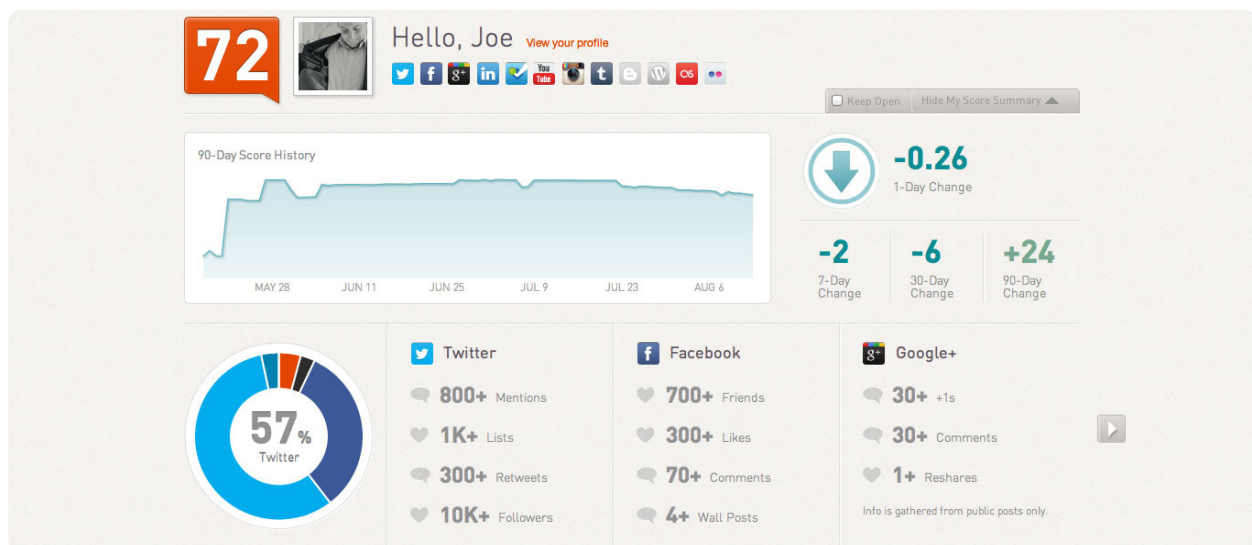 72
Hello, Joe View your profile
f g+ in You Tube t B W
Keep Open Hide My Score Summary
90-Day Score History
MAY 28 JUN 11 JUN 25 JUL 9 JUL 23 AUG 6
-0.26
1-Day Change
-2 -6 +24
7-Day Change 30-Day Change 90-Day Change
57%
Twitter
Twitter
800+ Mentions
1K+ Lists
300+ Retweets
10K+ Followers
f Facebook
700+ Friends
300+ Likes
70+ Comments
4+ Wall Posts
g+ Google+
30+ +1s
30+ Comments
1+ Reshares
Info is gathered from public posts only.